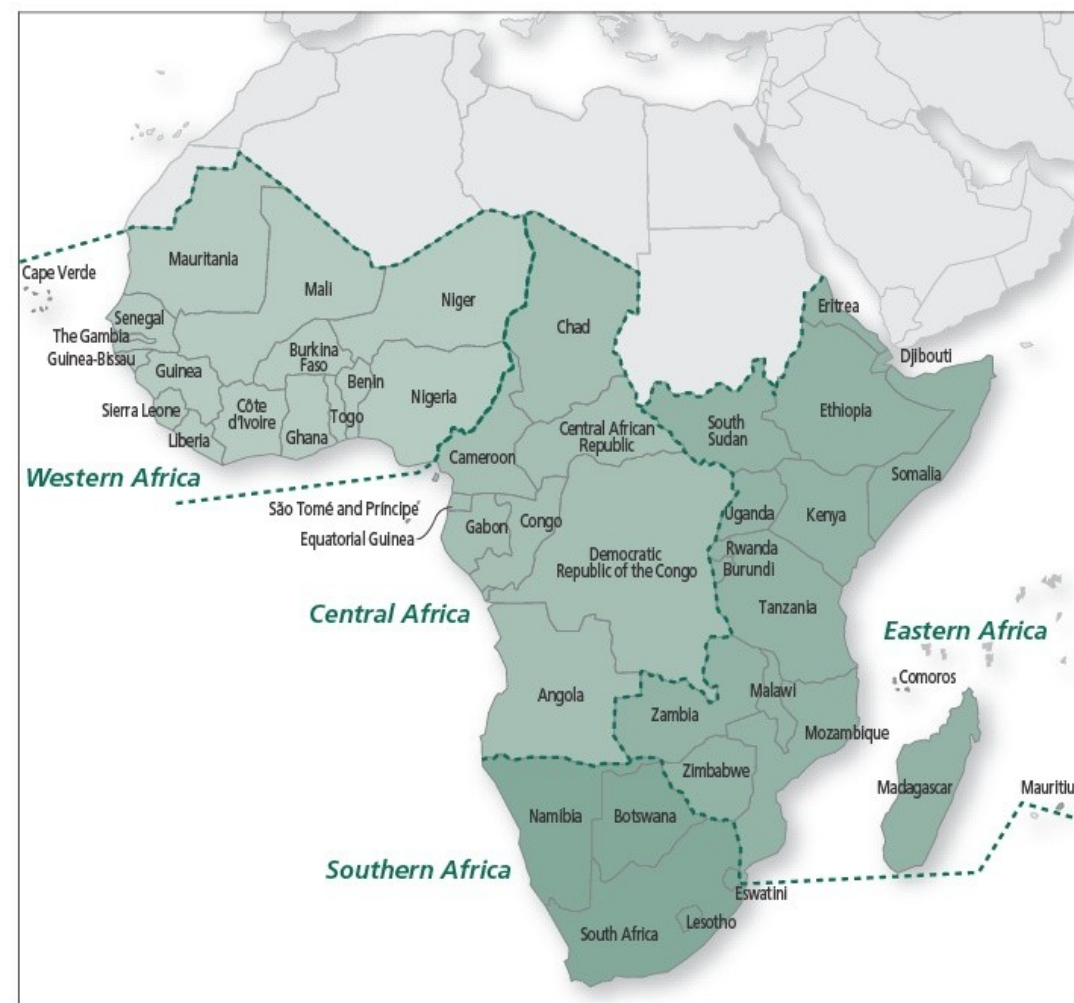 Cape Verde
Mauritania
Mali
Niger
Chad
Eritrea
Senegal
The Gambia
Guinea-Bissau
Guinea
Burkina
Faso
Benin
Nigeria
Djibouti
Sierra Leone
Côte
d'Ivoire
Togo
Ghana
Liberia
South
Sudan
Ethiopia
Central African
Republic
Cameroon
Somalia
Western Africa
São Tomé and Príncipe
Equatorial Guinea
Gabon
Congo
Uganda
Kenya
Rwanda
Burundi
Democratic
Republic of the Congo
Tanzania
Central Africa
Eastern Africa
Comoros
Angola
Zambia
Malawi
Mozambique
Zimbabwe
Madagascar
Mauritiu
Namibia
Botswana
Southern Africa
Eswatini
Lesotho
South Africa